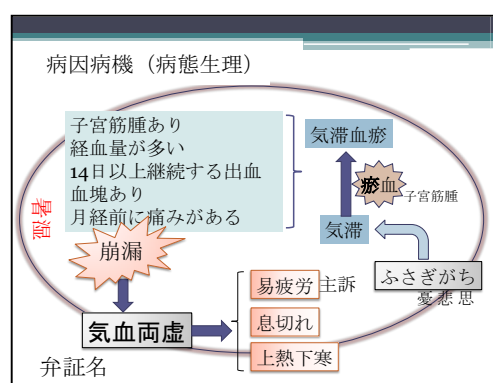 病因病機（病態生理）
子宮筋腫あり
経血量が多い
14日以上継続する出血
血塊あり
月経前に痛みがある
気滞血瘀
瘀血
子宮筋腫
気滞
暑湿
崩漏
ふさぎがち
憂悲思
易疲労
主訴
気血両虚
息切れ
上熱下寒
弁証名